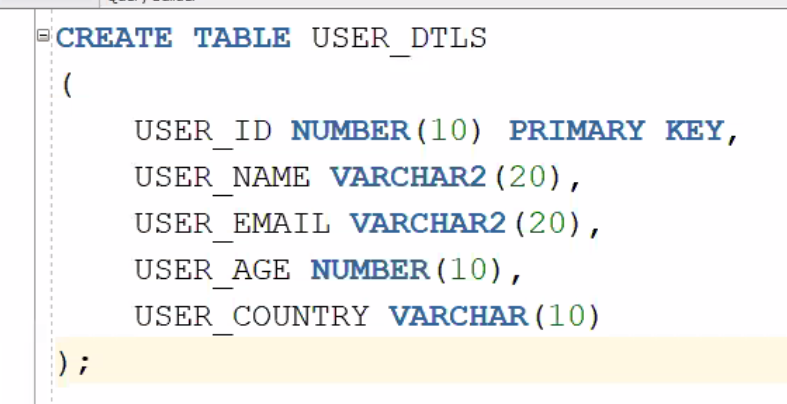 CREATE TABLE USER_DTLS
(
USER_ID NUMBER(10) PRIMARY KEY,
USER_NAME VARCHAR2(20),
USER_EMAIL VARCHAR2(20),
USER_AGE NUMBER(10),
USER_COUNTRY VARCHAR(10)
);